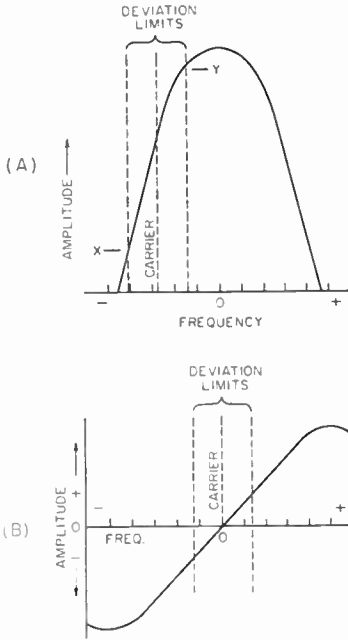 DEVIATION
LIMITS
Y
(A)
AMPLITUDE
CARRIER
X
− 0 +
FREQUENCY
DEVIATION
LIMITS
CARRIER
+
− +
(B)
AMPLITUDE
0
FREQ. 0
−